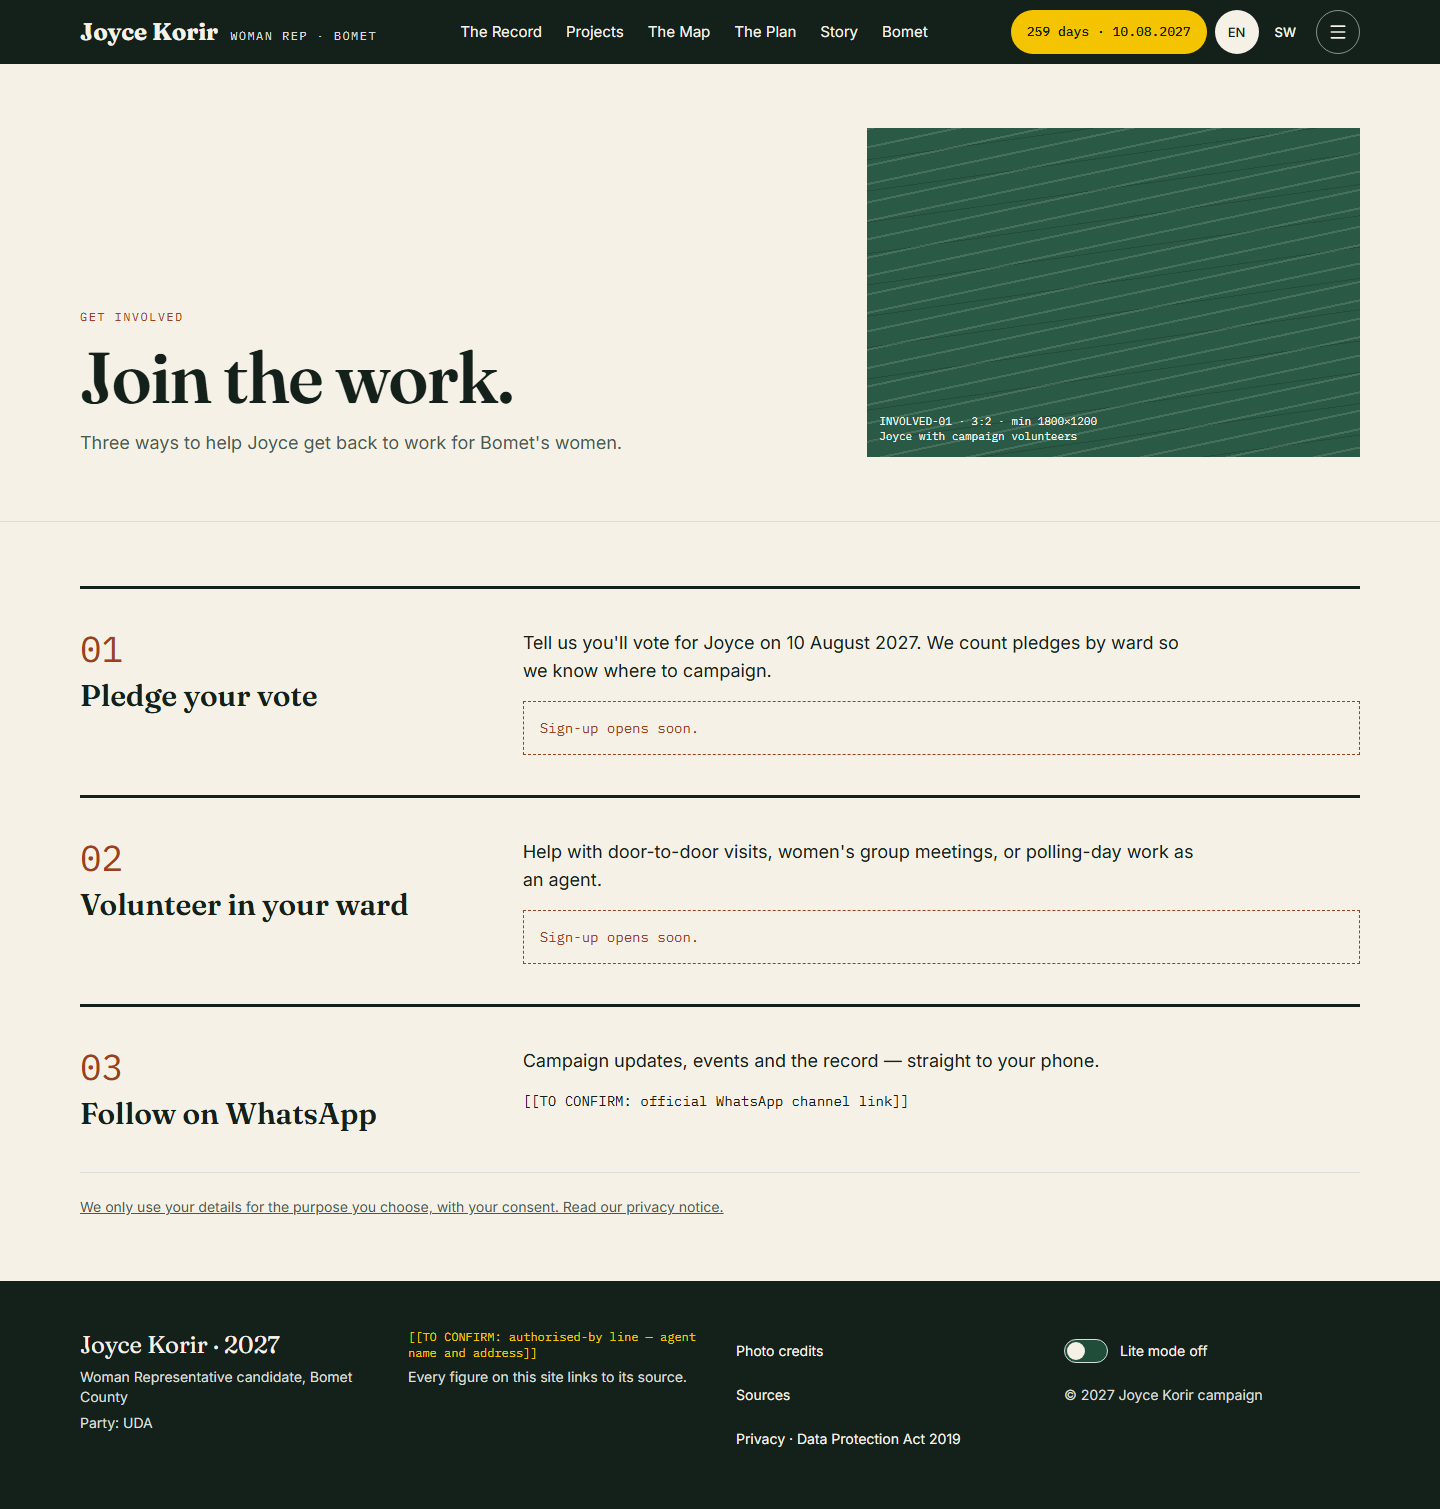 Joyce Korir WOMAN REP · BOMET
The Record Projects The Map The Plan Story Bomet
259 days · 10.08.2027 EN SW
INVOLVED-01 · 3:2 · min 1800×1200
Joyce with campaign volunteers
GET INVOLVED
Join the work.
Three ways to help Joyce get back to work for Bomet's women.
01
Pledge your vote
Tell us you'll vote for Joyce on 10 August 2027. We count pledges by ward so
we know where to campaign.
Sign-up opens soon.
02
Volunteer in your ward
Help with door-to-door visits, women's group meetings, or polling-day work as
an agent.
Sign-up opens soon.
03
Follow on WhatsApp
Campaign updates, events and the record — straight to your phone.
[[TO CONFIRM: official WhatsApp channel link]]
We only use your details for the purpose you choose, with your consent. Read our privacy notice.
Joyce Korir · 2027
Woman Representative candidate, Bomet
County
Party: UDA
[[TO CONFIRM: authorised-by line — agent
name and address]]
Every figure on this site links to its source.
Photo credits
Sources
Privacy · Data Protection Act 2019
Lite mode off
© 2027 Joyce Korir campaign